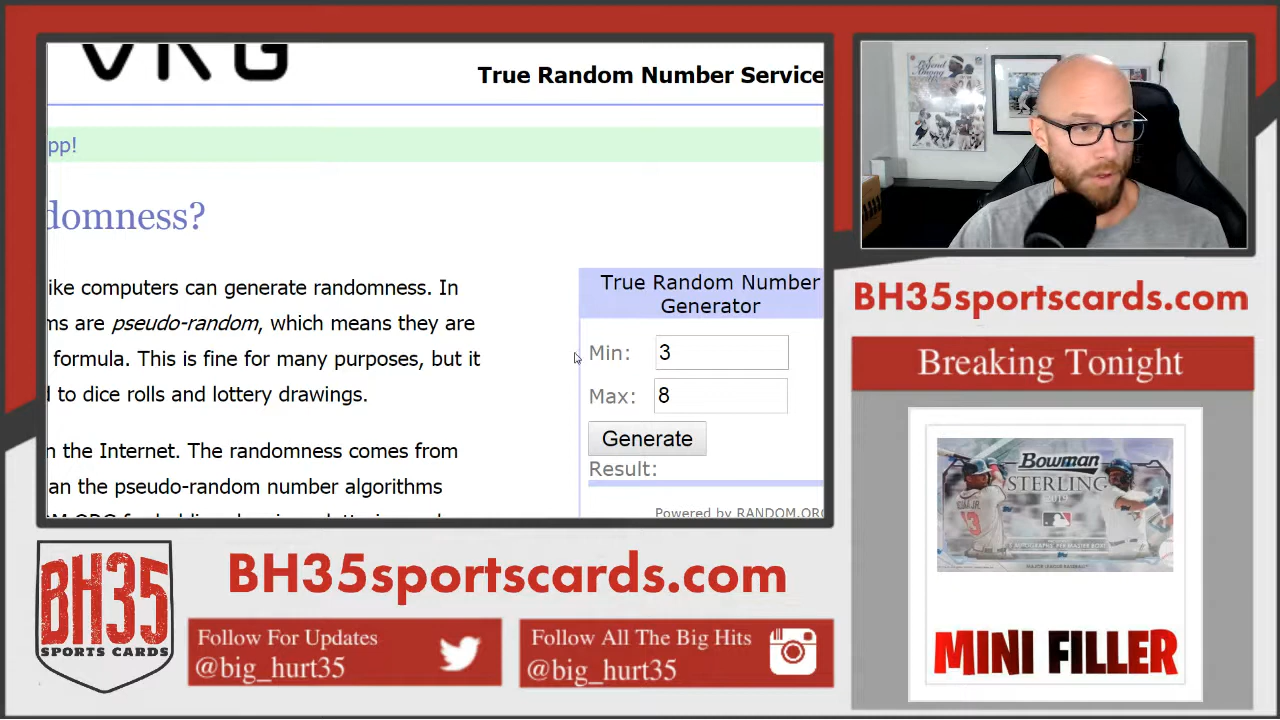 True Random Number Service
pp!
domness?
ike computers can generate randomness. In
ms are pseudo-random, which means they are
formula. This is fine for many purposes, but it
d to dice rolls and lottery drawings.
n the Internet. The randomness comes from
an the pseudo-random number algorithms
True Random Number
Generator
Min: 3
Max: 8
Generate
Result:
Powered by RANDOM.ORG
BH35sportscards.com
Breaking Tonight
Bowman
STERLING
2019
MINI FILLER
BH35
SPORTS CARDS
BH35sportscards.com
Follow For Updates
@big_hurt35
Follow All The Big Hits
@big_hurt35